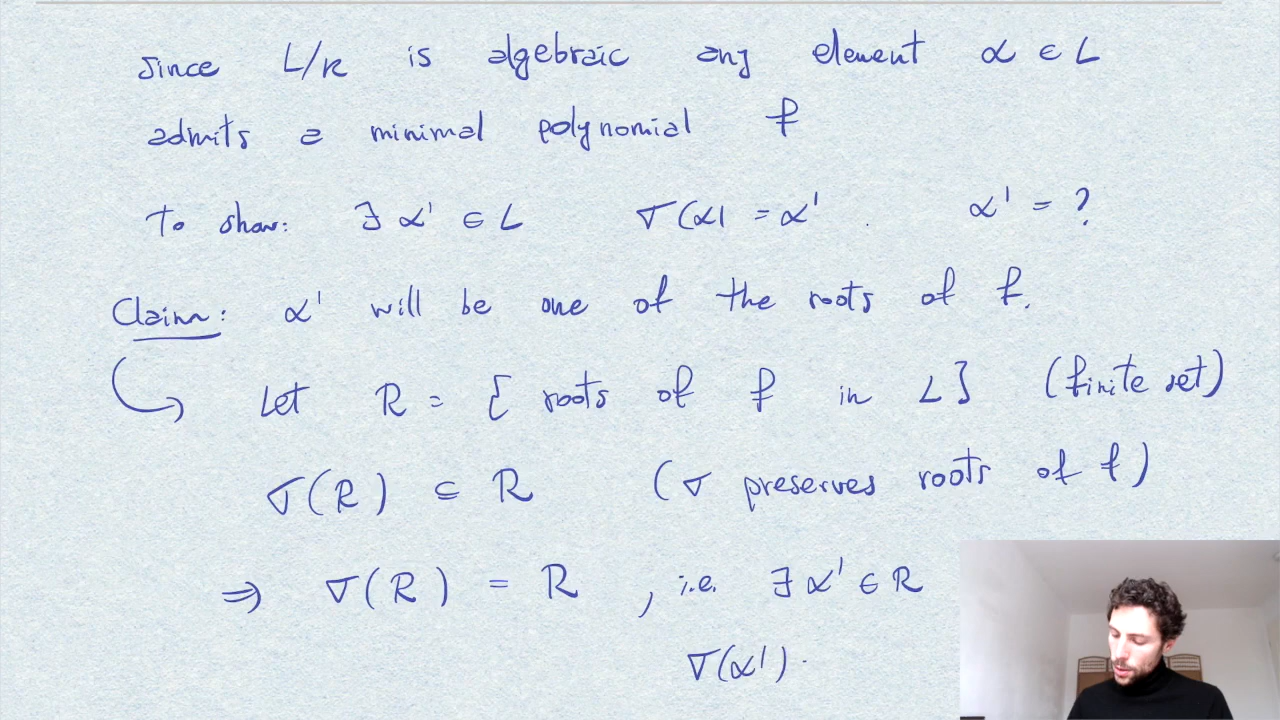 Since L/K is algebraic any element α ∈ L
admits a minimal polynomial f
To show: ∃ α' ∈ L σ(α) = α' . α' = ?
Claim: α' will be one of the roots of f.
Let R = { roots of f in L } (finite set)
σ(R) ⊆ R (σ preserves roots of f)
⇒ σ(R) = R , i.e. ∃ α' ∈ R
σ(α') ·